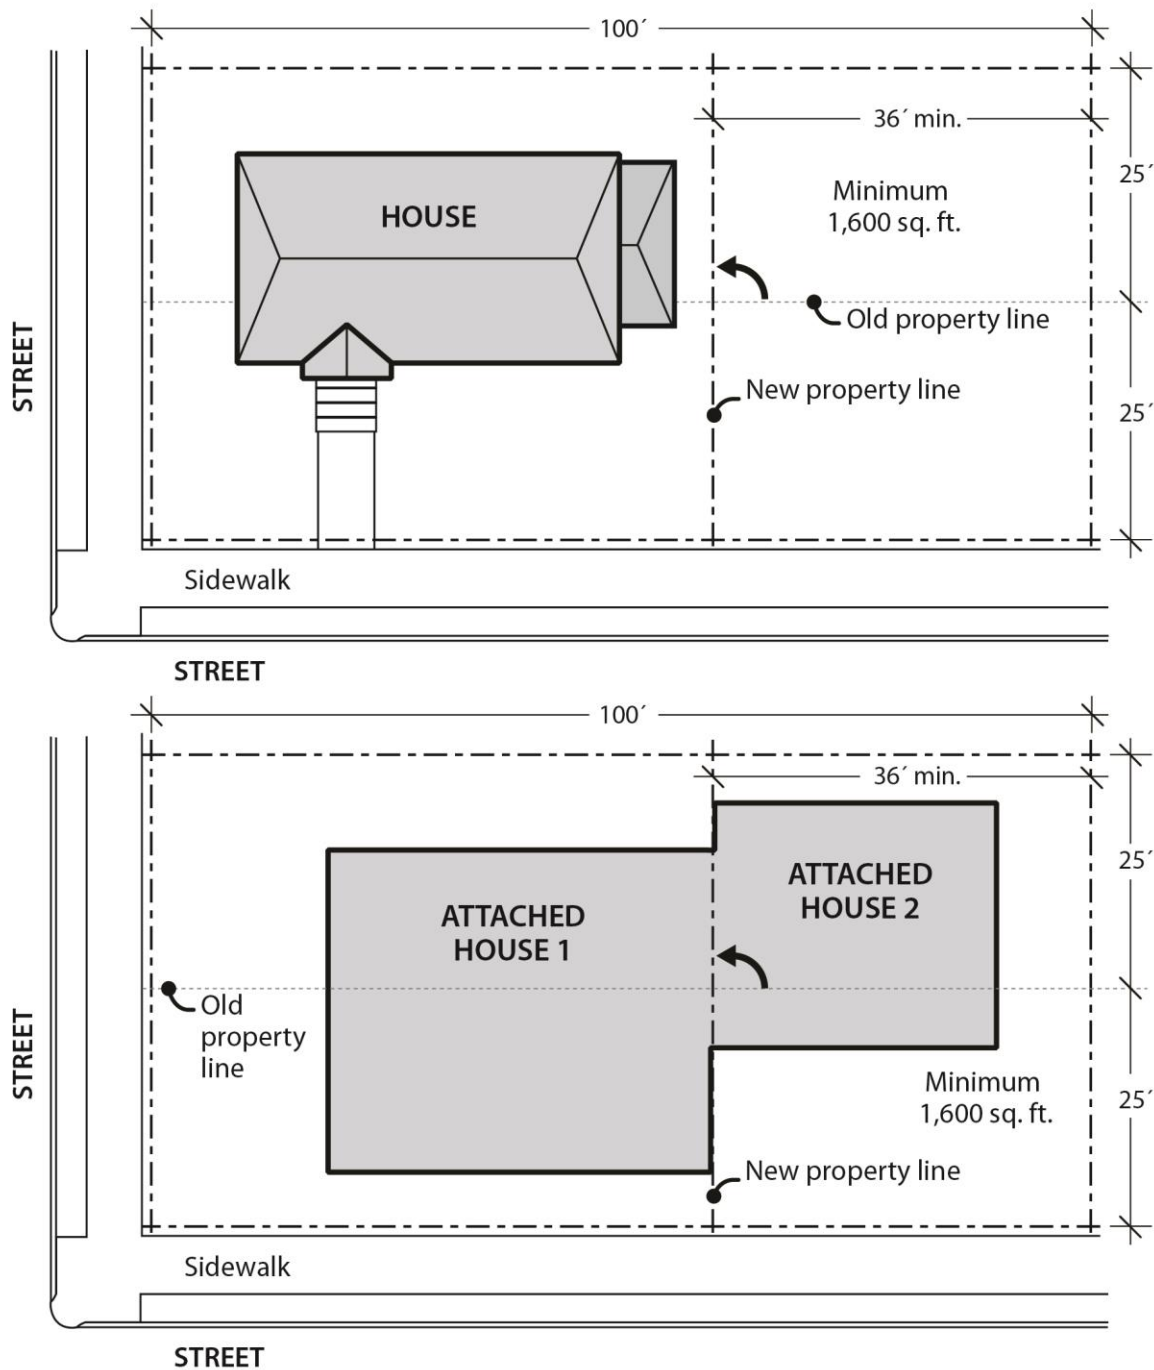 100´
36´ min.
25´
Minimum
1,600 sq. ft.
HOUSE
Old property line
STREET
New property line
25´
Sidewalk
STREET
100´
36´ min.
25´
ATTACHED
HOUSE 2
ATTACHED
HOUSE 1
Old
property
line
STREET
Minimum
1,600 sq. ft.
25´
New property line
Sidewalk
STREET